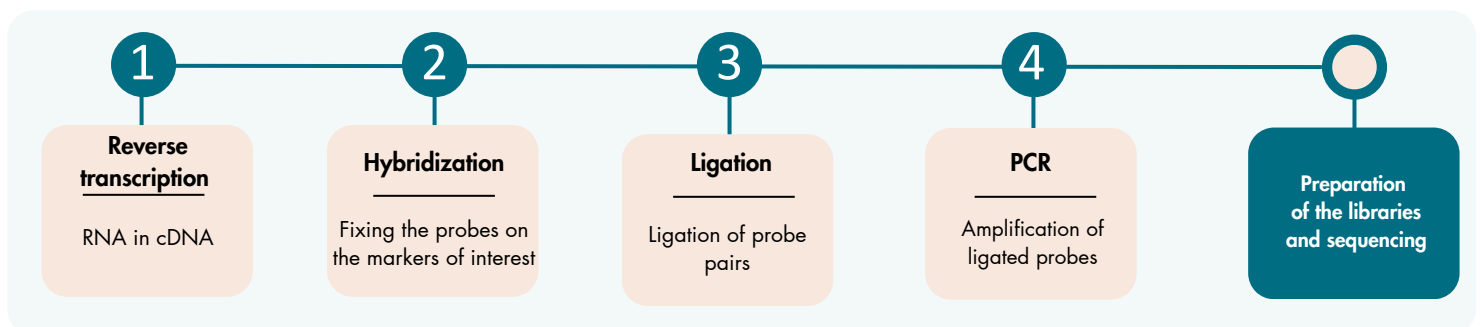 1
2
3
4
Reverse
transcription
RNA in cDNA
Hybridization
Fixing the probes on
the markers of interest
Ligation
Ligation of probe
pairs
PCR
Amplification of
ligated probes
Preparation
of the libraries
and sequencing